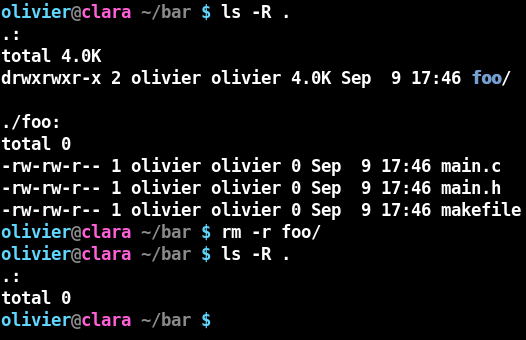 olivier@clara ~/bar $ ls -R .
.:
total 4.0K
drwxrwxr-x 2 olivier olivier 4.0K Sep  9 17:46 foo/

./foo:
total 0
-rw-rw-r-- 1 olivier olivier 0 Sep  9 17:46 main.c
-rw-rw-r-- 1 olivier olivier 0 Sep  9 17:46 main.h
-rw-rw-r-- 1 olivier olivier 0 Sep  9 17:46 makefile
olivier@clara ~/bar $ rm -r foo/
olivier@clara ~/bar $ ls -R .
.:
total 0
olivier@clara ~/bar $